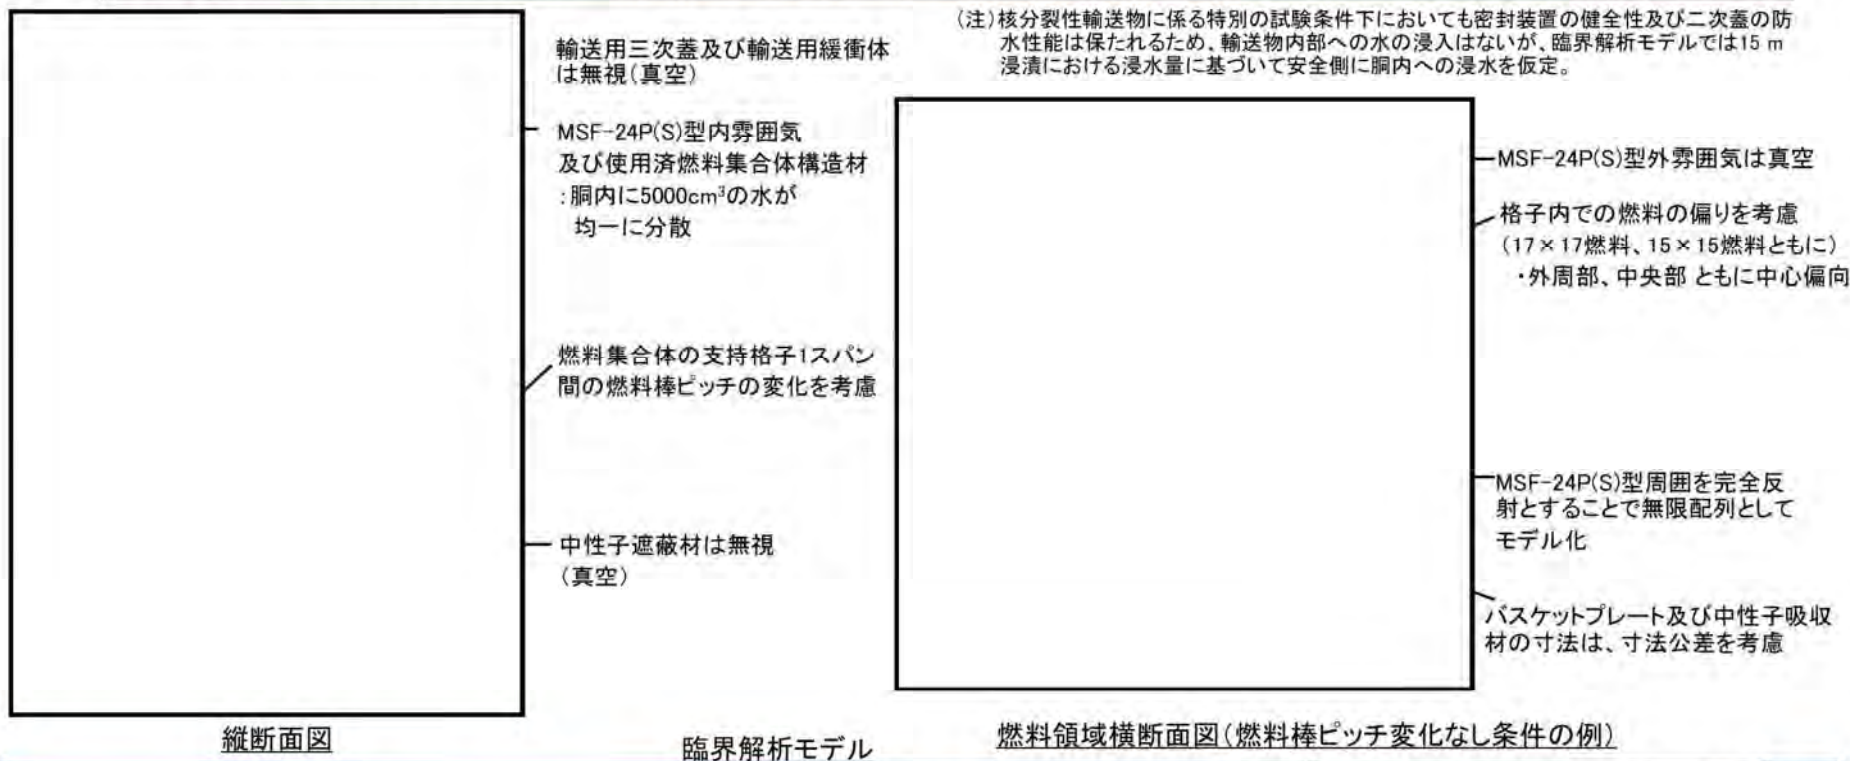 (注)核分裂性輸送物に係る特別の試験条件下においても密封装置の健全性及び二次蓋の防
水性能は保たれるため、輸送物内部への水の浸入はないが、臨界解析モデルでは15 m
浸漬における浸水量に基づいて安全側に胴内への浸水を仮定。
輸送用三次蓋及び輸送用緩衝体
は無視(真空)
MSF-24P(S)型内雰囲気
及び使用済燃料集合体構造材
:胴内に5000cm³の水が
均一に分散
燃料集合体の支持格子1スパン
間の燃料棒ピッチの変化を考慮
中性子遮蔽材は無視
(真空)
縦断面図
MSF-24P(S)型外雰囲気は真空
格子内での燃料の偏りを考慮
(17×17燃料、15×15燃料ともに)
・外周部、中央部 ともに中心偏向
MSF-24P(S)型周囲を完全反
射とすることで無限配列として
モデル化
バスケットプレート及び中性子吸収
材の寸法は、寸法公差を考慮
燃料領域横断面図(燃料棒ピッチ変化なし条件の例)
臨界解析モデル